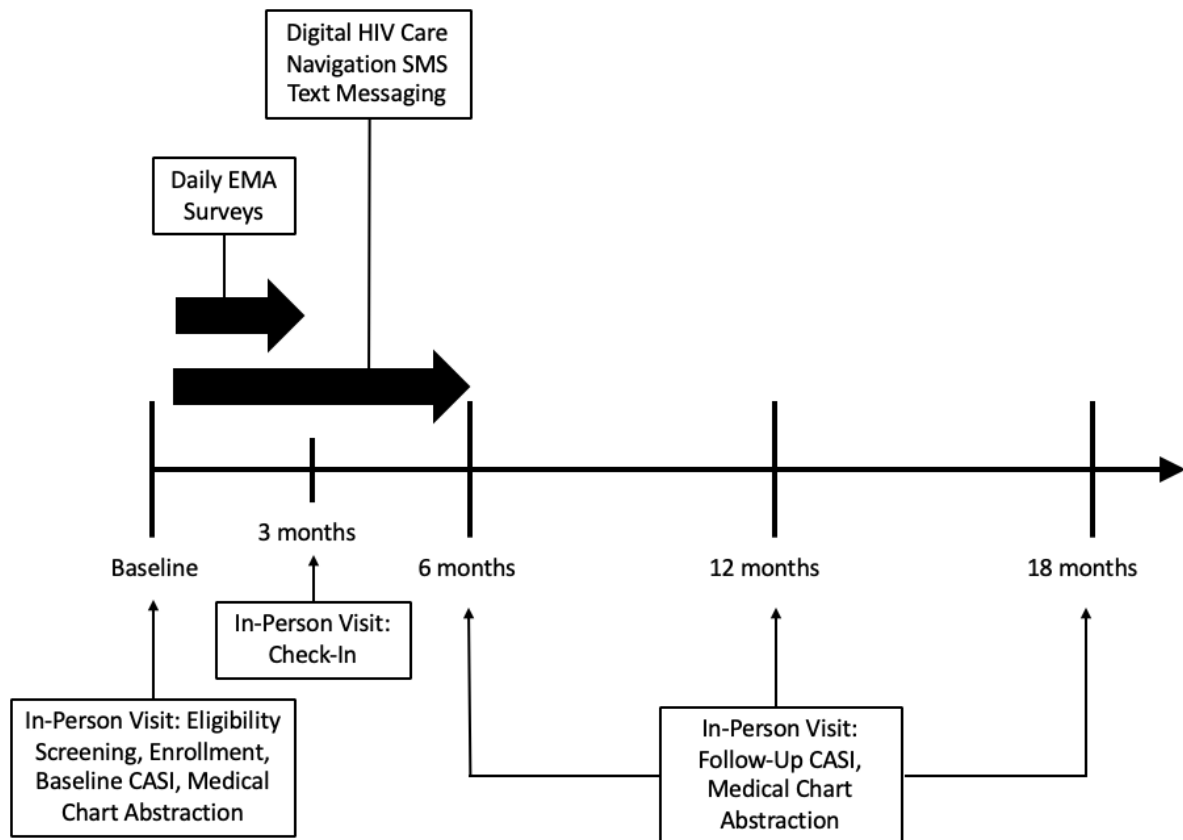 Digital HIV Care
Navigation SMS
Text Messaging
Daily EMA
Surveys
Baseline
3 months
6 months
12 months
18 months
In-Person Visit:
Check-In
In-Person Visit: Eligibility
Screening, Enrollment,
Baseline CASI, Medical
Chart Abstraction
In-Person Visit:
Follow-Up CASI,
Medical Chart
Abstraction